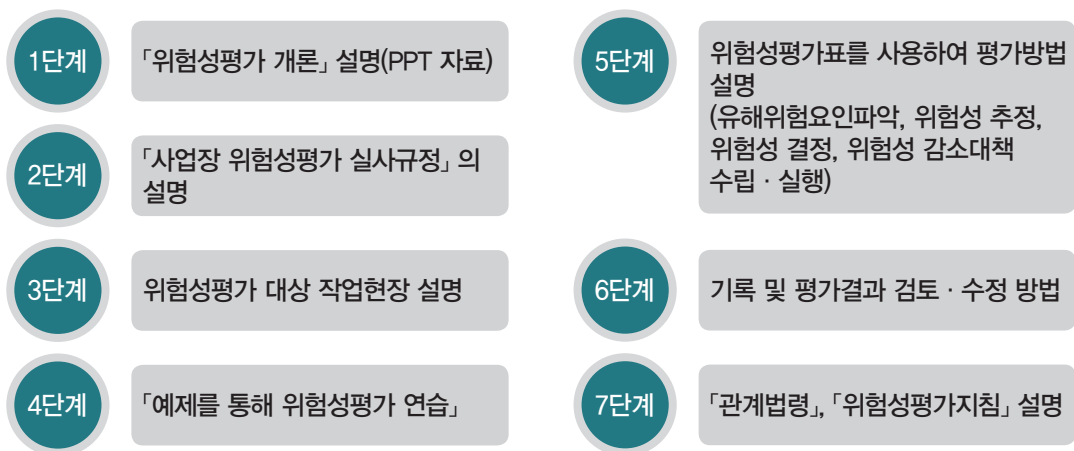 1단계
「위험성평가 개론」 설명(PPT 자료)
2단계
「사업장 위험성평가 실사규정」 의
설명
3단계
위험성평가 대상 작업현장 설명
4단계
「예제를 통해 위험성평가 연습」
5단계
위험성평가표를 사용하여 평가방법
설명
(유해위험요인파악, 위험성 추정,
위험성 결정, 위험성 감소대책
수립 · 실행)
6단계
기록 및 평가결과 검토 · 수정 방법
7단계
「관계법령」, 「위험성평가지침」 설명